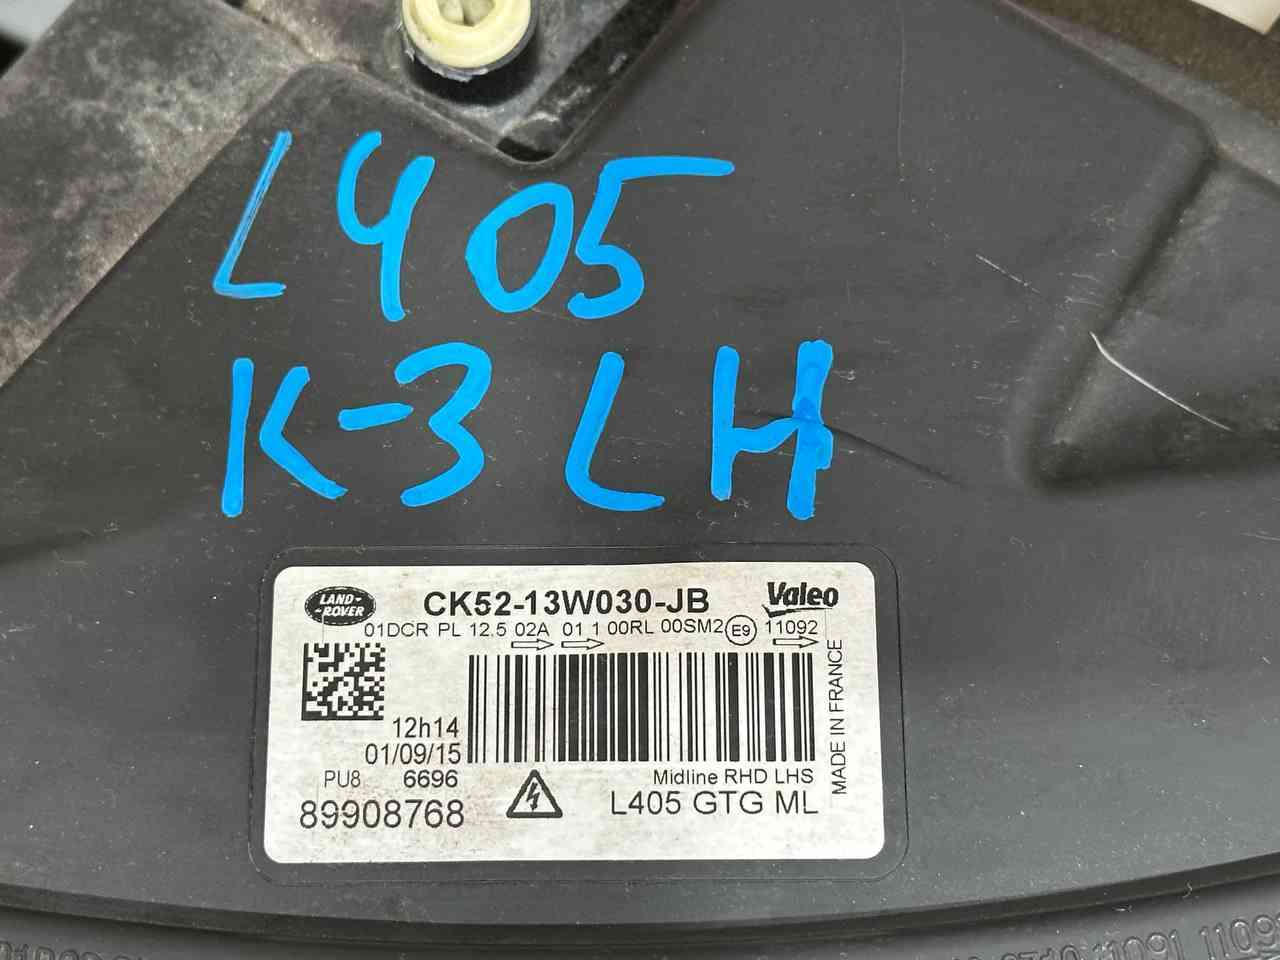 L405
K-3 LH
LAND-
-ROVER
CK52-13W030-JB
Valeo
01DCR PL 12.5 02A 01 1 00RL 00SM2 E9 11092
12h14
01/09/15
PU8 6696
89908768
Midline RHD LHS
L405 GTG ML
MADE IN FRANCE
11091